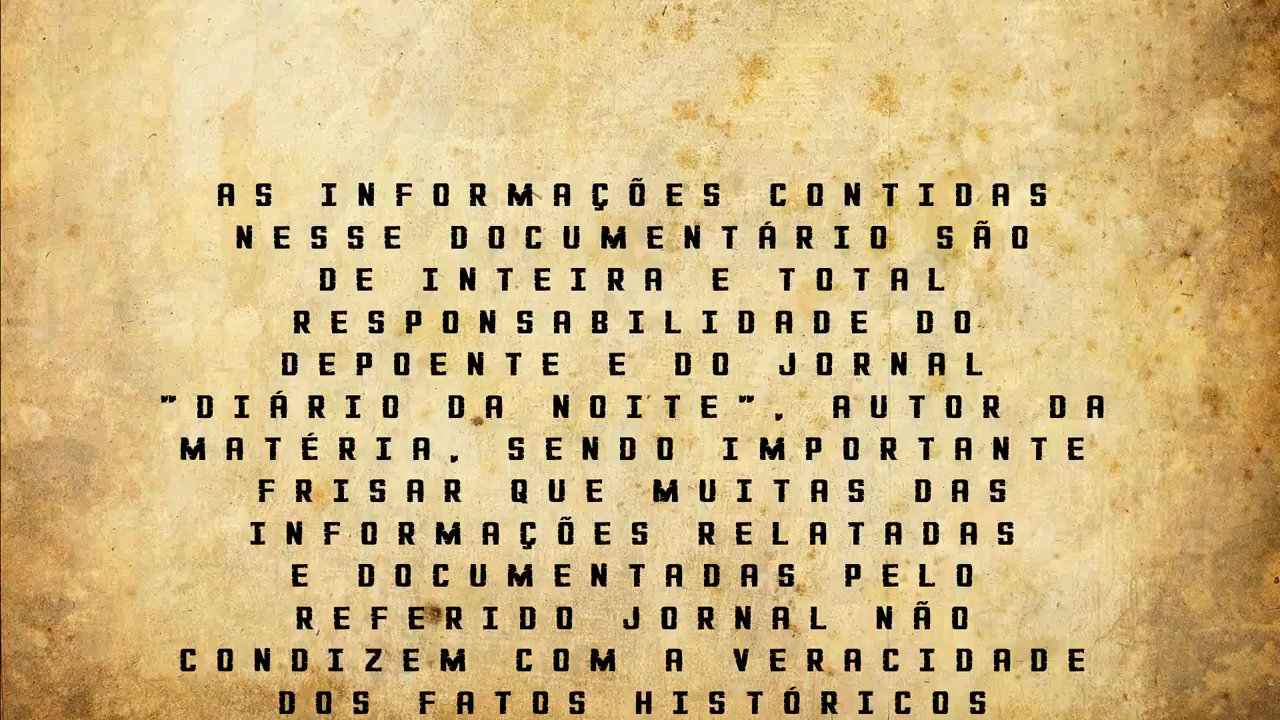 AS INFORMAÇÕES CONTIDAS
NESSE DOCUMENTÁRIO SÃO
DE INTEIRA E TOTAL
RESPONSABILIDADE DO
DEPOENTE E DO JORNAL
"DIÁRIO DA NOITE", AUTOR DA
MATÉRIA, SENDO IMPORTANTE
FRISAR QUE MUITAS DAS
INFORMAÇÕES RELATADAS
E DOCUMENTADAS PELO
REFERIDO JORNAL NÃO
CONDIZEM COM A VERACIDADE
DOS FATOS HISTÓRICOS